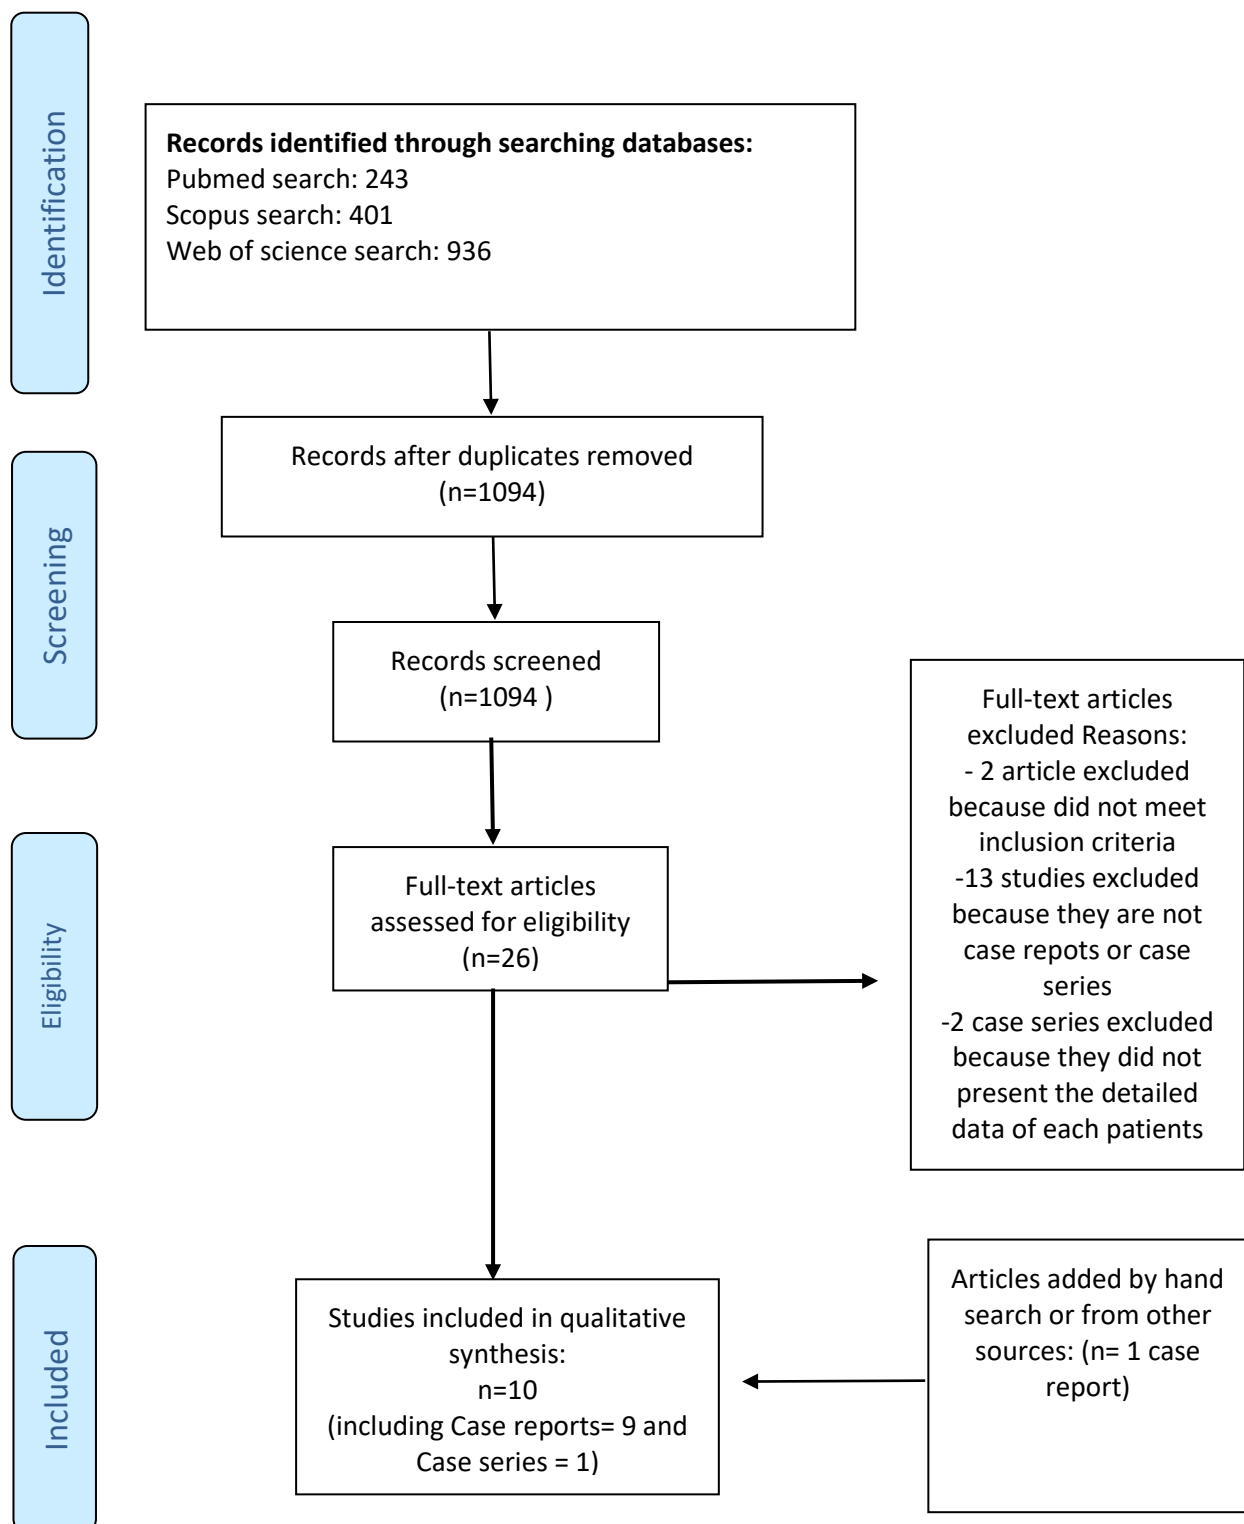 Identification
Records identified through searching databases:
Pubmed search: 243
Scopus search: 401
Web of science search: 936
Records after duplicates removed
(n=1094)
Screening
Records screened
(n=1094 )
Full-text articles
excluded Reasons:
- 2 article excluded
because did not meet
inclusion criteria
-13 studies excluded
because they are not
case repots or case
series
-2 case series excluded
because they did not
present the detailed
data of each patients
Eligibility
Full-text articles
assessed for eligibility
(n=26)
Included
Studies included in qualitative
synthesis:
n=10
(including Case reports= 9 and
Case series = 1)
Articles added by hand
search or from other
sources: (n= 1 case
report)